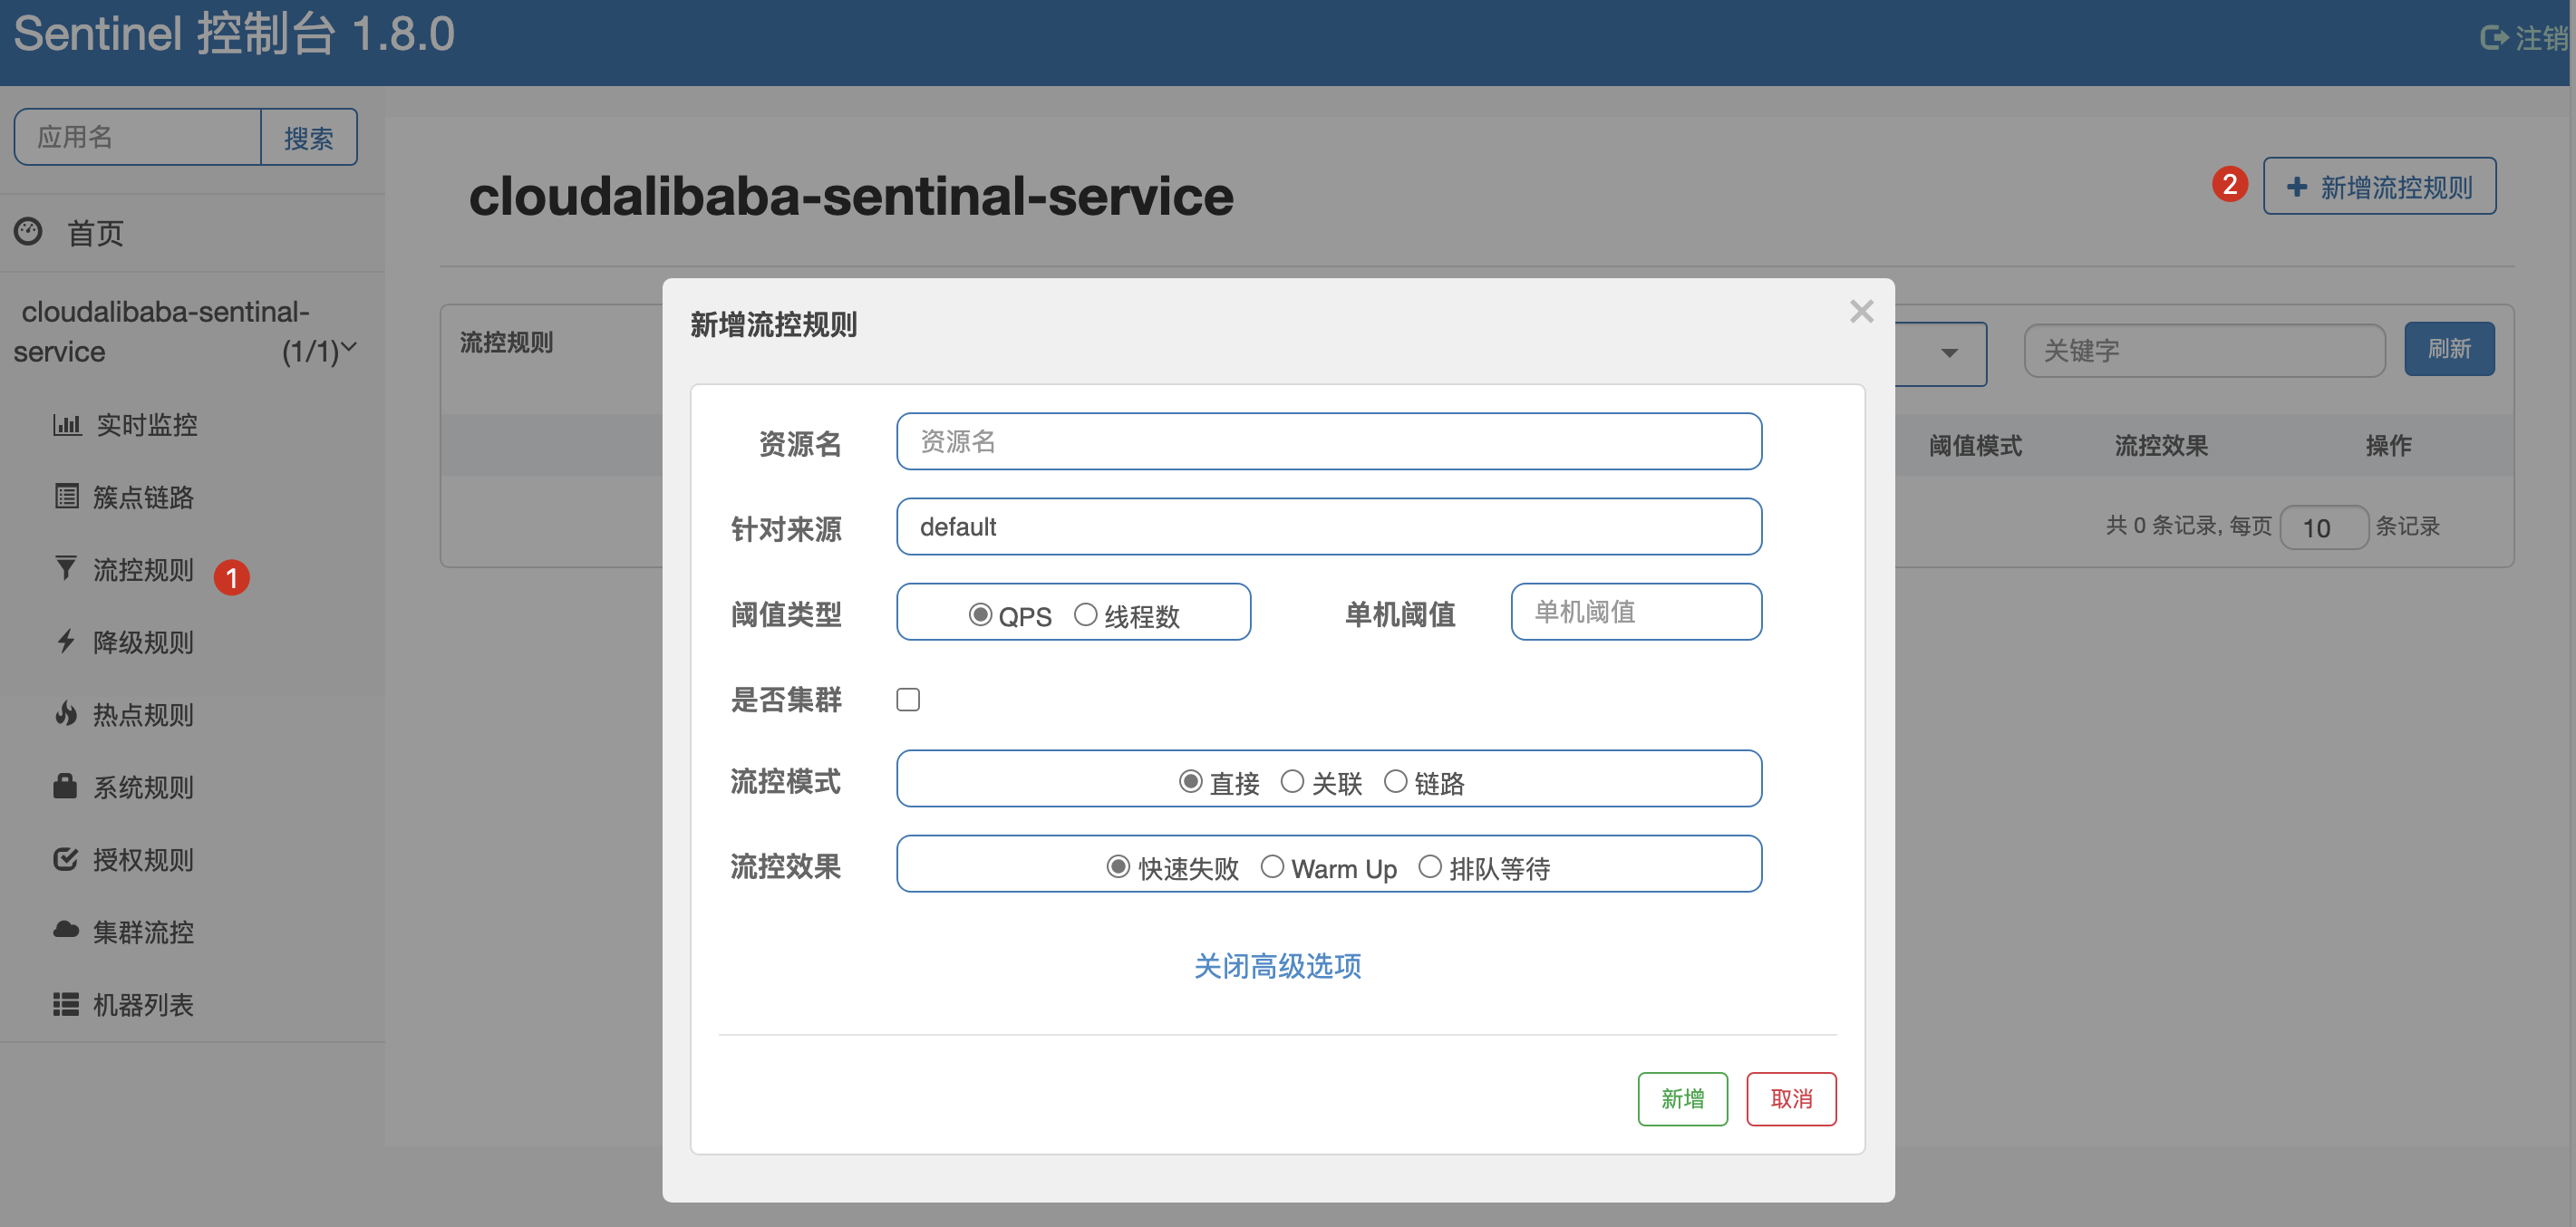 Sentinel 控制台 1.8.0
注销
应用名
搜索
首页
cloudalibaba-sentinal-
service (1/1)
实时监控
簇点链路
流控规则 1
降级规则
热点规则
系统规则
授权规则
集群流控
机器列表
cloudalibaba-sentinal-service
2 新增流控规则
流控规则
关键字
刷新
阈值模式 流控效果 操作
共 0 条记录, 每页 10 条记录
新增流控规则
资源名 资源名
针对来源 default
阈值类型 QPS 线程数 单机阈值 单机阈值
是否集群
流控模式 直接 关联 链路
流控效果 快速失败 Warm Up 排队等待
关闭高级选项
新增 取消